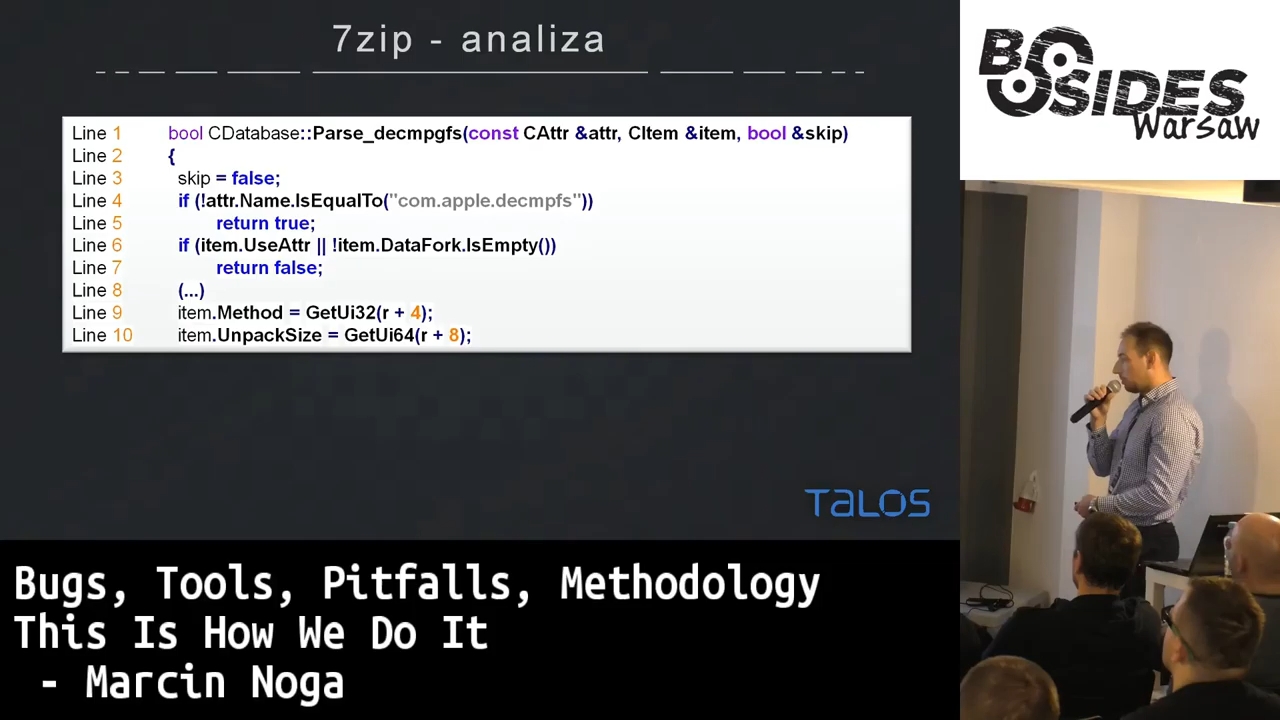 7zip - analiza
Line 1 bool CDatabase::Parse_decmpgfs(const CAttr &attr, CItem &item, bool &skip)
Line 2 {
Line 3 skip = false;
Line 4 if (!attr.Name.IsEqualTo("com.apple.decmpfs"))
Line 5 return true;
Line 6 if (item.UseAttr || !item.DataFork.IsEmpty())
Line 7 return false;
Line 8 (...)
Line 9 item.Method = GetUi32(r + 4);
Line 10 item.UnpackSize = GetUi64(r + 8);
TALOS
BSIDES
Warsaw
Bugs, Tools, Pitfalls, Methodology
This Is How We Do It
- Marcin Noga